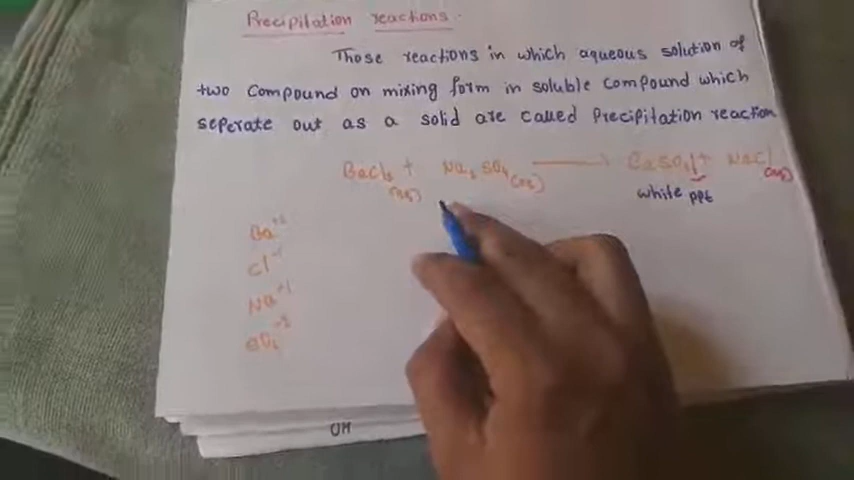 Precipitation reactions.
Those reactions in which aqueous solution of
two Compound on mixing form in soluble Compound which
seperate out as a solid are called Precipitation reaction
BaCl₂ + Na₂SO₄ ⟶ BaSO₄↓ + NaCl
(aq) (aq) (aq)
white ppt
Ba⁺²
Cl⁻¹
Na⁺¹
SO₄⁻²